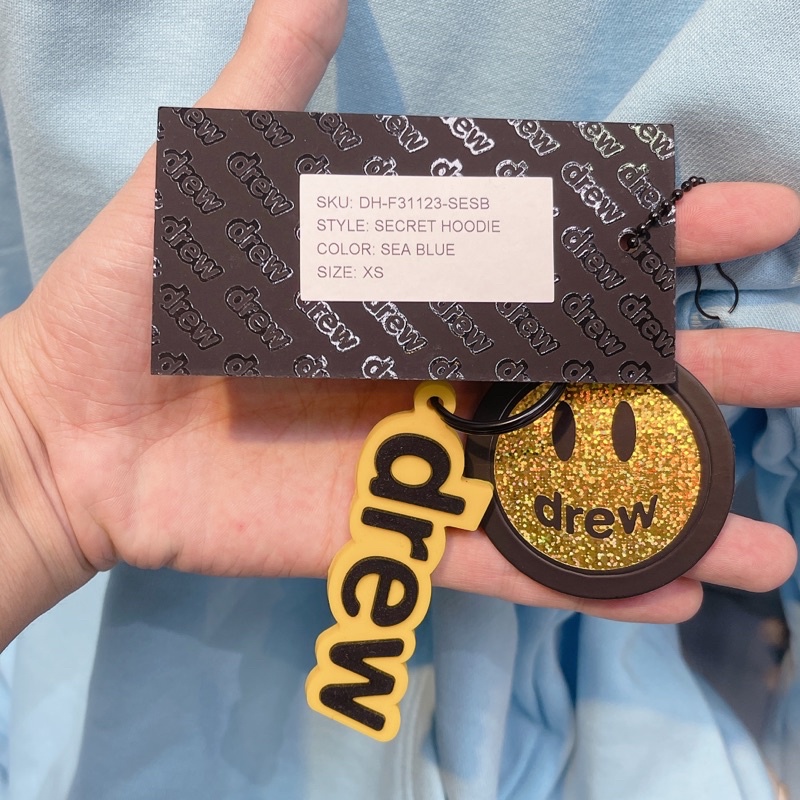 SKU: DH-F31123-SESB
STYLE: SECRET HOODIE
COLOR: SEA BLUE
SIZE: XS
drew
drew